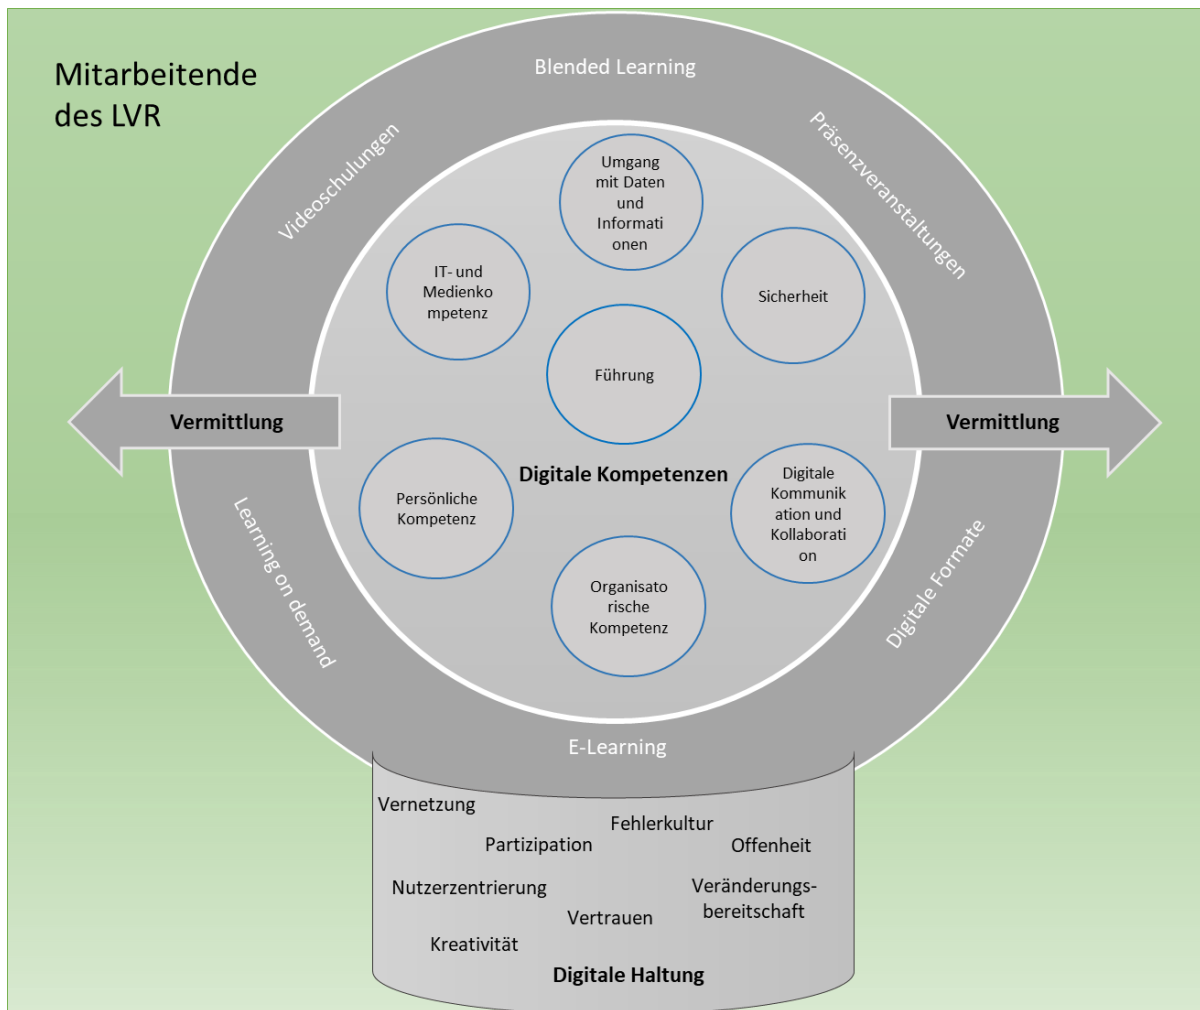 Mitarbeitende
des LVR
Blended Learning
Videoschulungen
Präsenzveranstaltungen
Umgang
mit Daten
und
Informati
onen
IT- und
Medienko
mpetenz
Sicherheit
Führung
Vermittlung
Vermittlung
Digitale Kompetenzen
Persönliche
Kompetenz
Digitale
Kommunik
ation und
Kollaborati
on
Organisato
rische
Kompetenz
Learning on demand
Digitale Formate
E-Learning
Vernetzung
Fehlerkultur
Partizipation
Offenheit
Nutzerzentrierung
Veränderungs-
bereitschaft
Vertrauen
Kreativität
Digitale Haltung